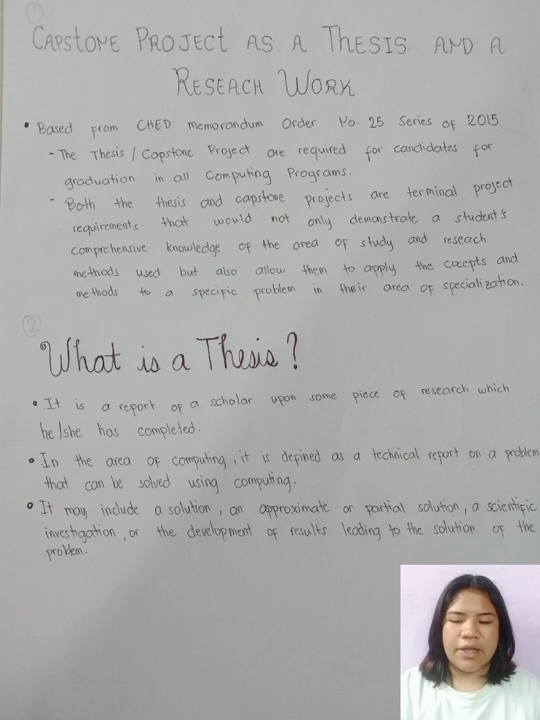 1
CAPSTONE PROJECT AS A THESIS AND A
RESEACH WORK
• Based from CHED Memorandum Order No. 25 Series of 2015
- The Thesis / Capstone Project are required for candidates for
graduation in all Computing Programs.
- Both the thesis and capstone projects are terminal project
requirements that would not only demonstrate a student's
comprehensive knowledge of the area of study and reseach
methods used but also allow them to apply the cocepts and
methods to a specific problem in their area of specialization.
2
What is a Thesis?
• It is a report of a scholar upon some piece of research which
he/she has completed.
• In the area of computing, it is defined as a technical report on a problem
that can be solved using computing.
• It may include a solution, an approximate or partial solution, a scientific
investigation, or the development of results leading to the solution of the
problem.